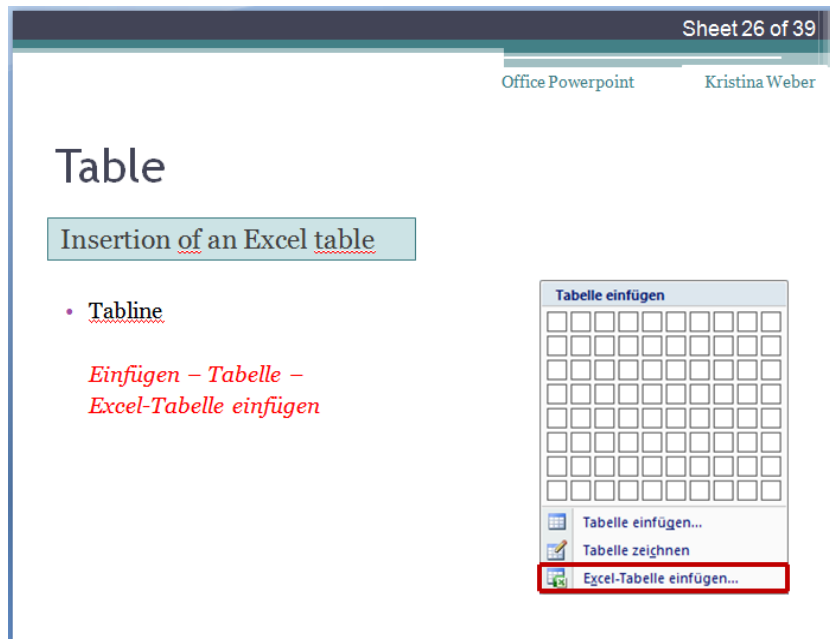 Sheet 26 of 39
Office Powerpoint Kristina Weber
Table
Insertion of an Excel table
• Tabline
Einfügen – Tabelle –
Excel-Tabelle einfügen
Tabelle einfügen
Tabelle einfügen...
Tabelle zeichnen
Excel-Tabelle einfügen...